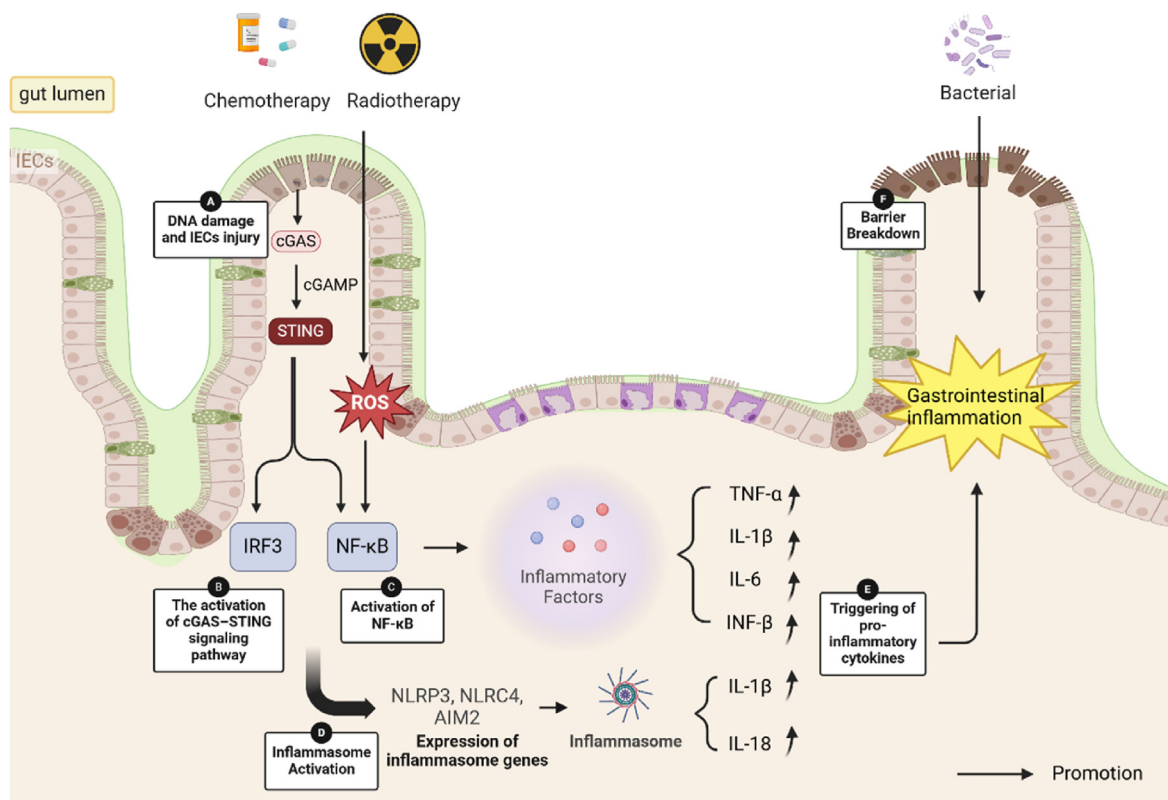 Chemotherapy
Radiotherapy
Bacterial
gut lumen
IECs
A
DNA damage
and IECs injury
cGAS
cGAMP
STING
ROS
F
Barrier
Breakdown
Gastrointestinal
inflammation
IRF3
NF-κB
Inflammatory
Factors
TNF-α
IL-1β
IL-6
INF-β
B
The activation
of cGAS–STING
signaling
pathway
C
Activation of
NF-κB
E
Triggering of
pro-
inflammatory
cytokines
D
Inflammasome
Activation
NLRP3, NLRC4,
AIM2
Expression of
inflammasome genes
Inflammasome
IL-1β
IL-18
Promotion